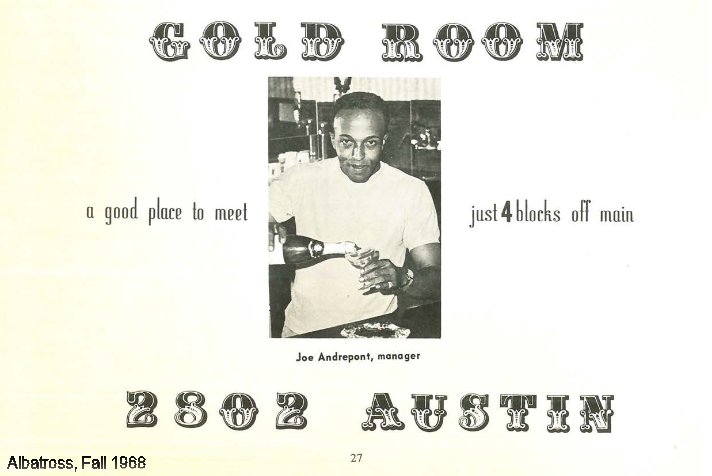 GOLD ROOM
a good place to meet
just 4 blocks off main
Joe Andrepont, manager
2802 AUSTIN
27
Albatross, Fall 1968